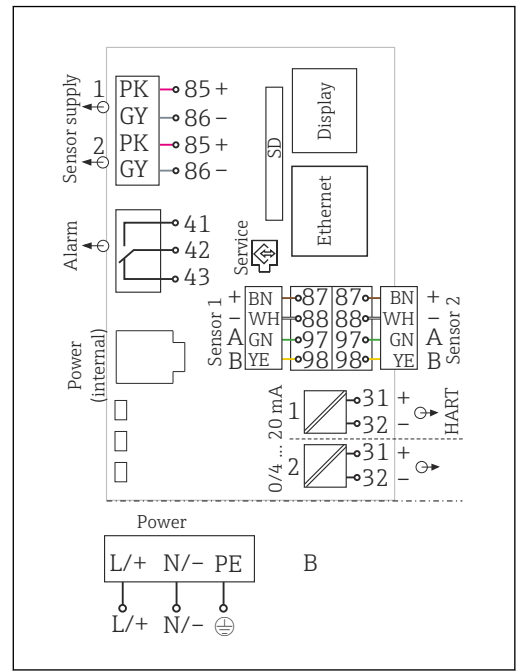 Sensor supply
1 PK 85 +
GY 86 –
2 PK 85 +
GY 86 –
Display
SD
Ethernet
Alarm
41
42
43
Service
Power
(internal)
Sensor 1
+ BN 87 87 BN +
– WH 88 88 WH –
A GN 97 97 GN A
B YE 98 98 YE B
Sensor 2
0/4 ... 20 mA
1 31 +
32 –
HART
2 31 +
32 –
Power
L/+ N/– PE
B
L/+ N/–